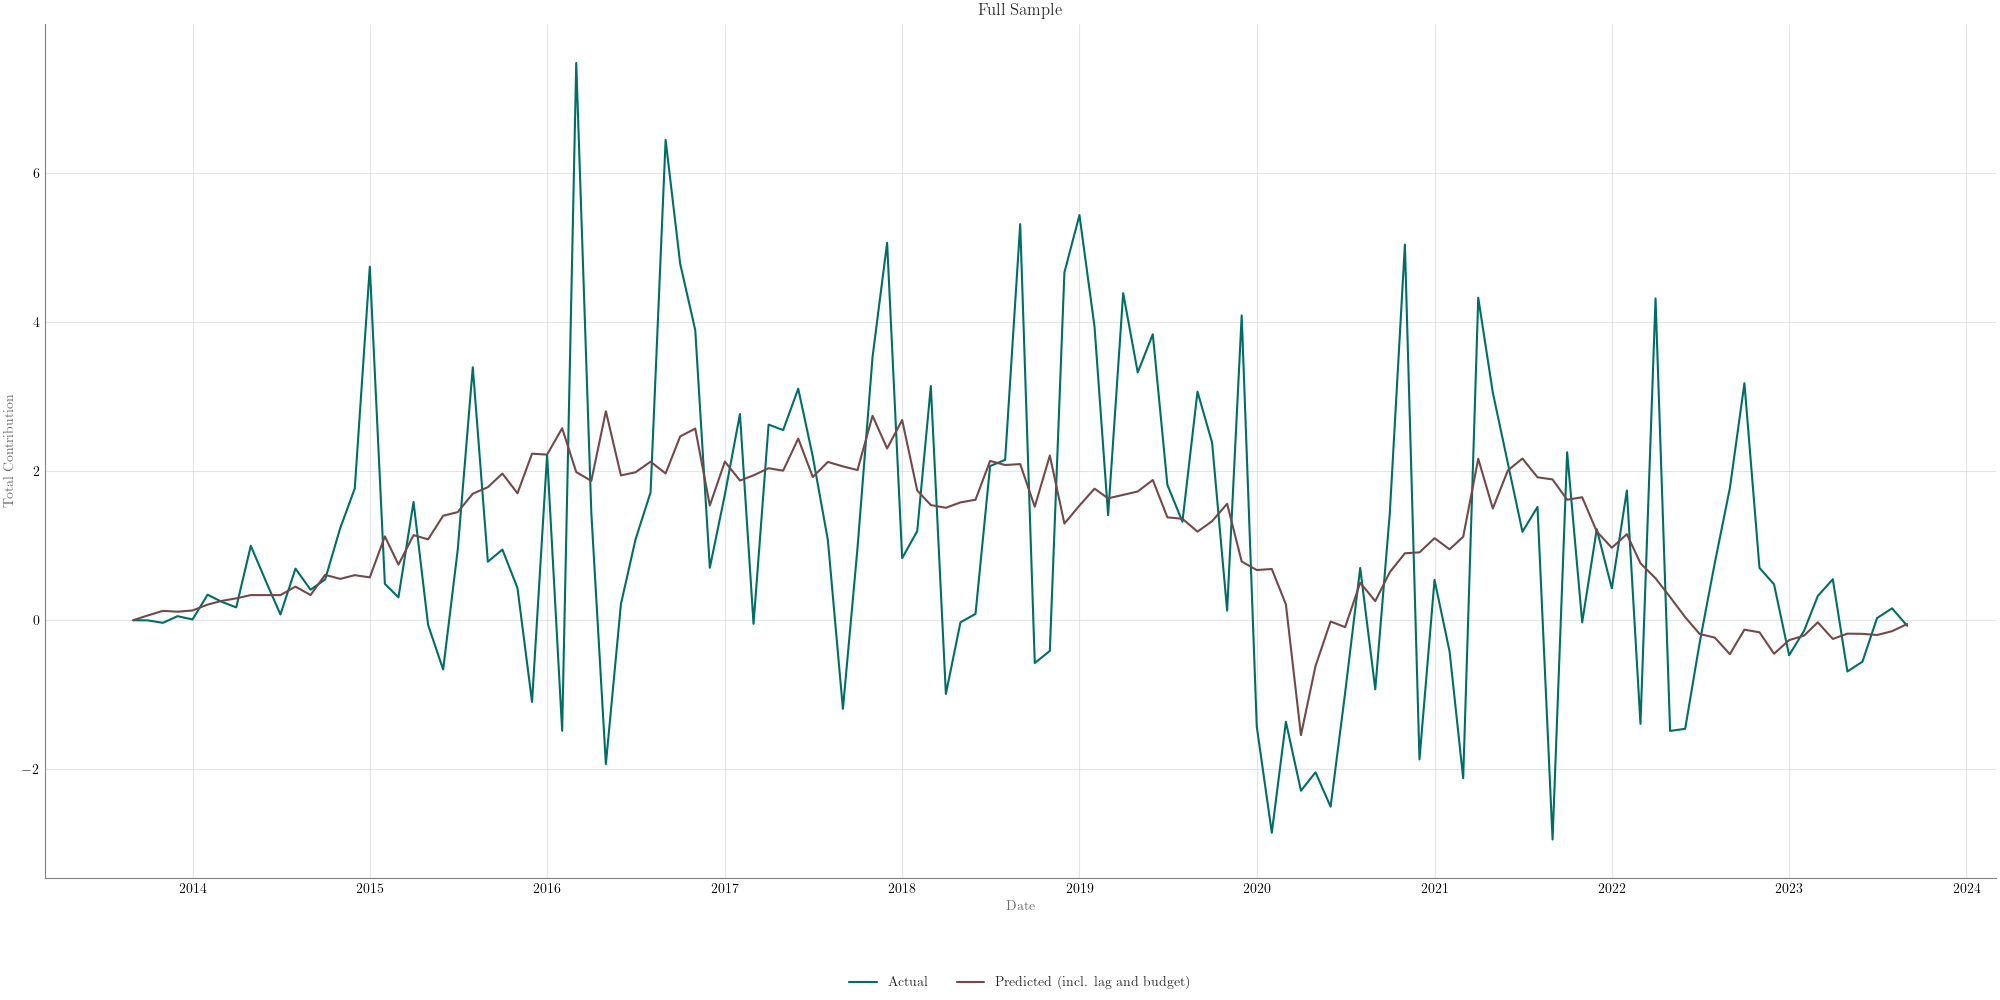 Full Sample
Total Contribution
6
4
2
0
−2
2014 2015 2016 2017 2018 2019 2020 2021 2022 2023 2024
Date
Actual Predicted (incl. lag and budget)